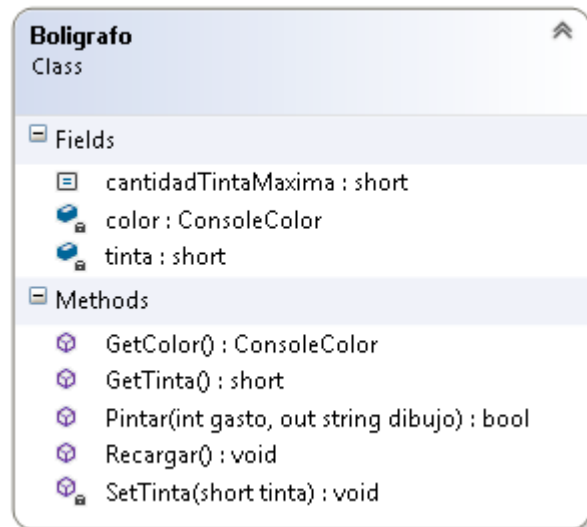 Boligrafo
Class
Fields
cantidadTintaMaxima : short
color : ConsoleColor
tinta : short
Methods
GetColor() : ConsoleColor
GetTinta() : short
Pintar(int gasto, out string dibujo) : bool
Recargar() : void
SetTinta(short tinta) : void